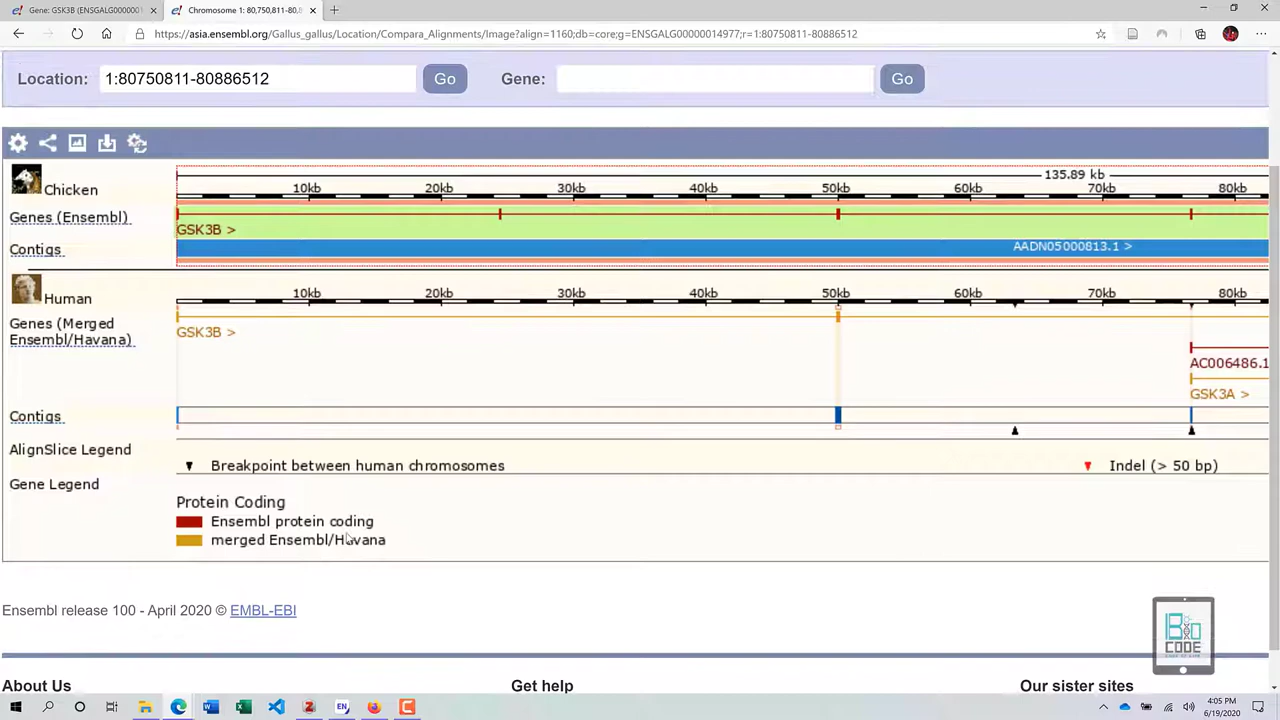 Gene: GSK3B (ENSGALG00000001
Chromosome 1: 80,750,811-80,8
https://asia.ensembl.org/Gallus_gallus/Location/Compara_Alignments/Image?align=1160;db=core;g=ENSGALG00000014977;r=1:80750811-80886512
Location: 1:80750811-80886512 Go Gene: Go
Chicken
135.89 kb
10kb 20kb 30kb 40kb 50kb 60kb 70kb 80kb
Genes (Ensembl)
GSK3B >
Contigs
AADN05000813.1 >
Human
10kb 20kb 30kb 40kb 50kb 60kb 70kb 80kb
Genes (Merged
Ensembl/Havana)
GSK3B >
AC006486.1
GSK3A >
Contigs
AlignSlice Legend
Breakpoint between human chromosomes
Indel (> 50 bp)
Gene Legend
Protein Coding
Ensembl protein coding
merged Ensembl/Havana
Ensembl release 100 - April 2020 © EMBL-EBI
BIO
CODE
About Us Get help Our sister sites
EN
4:05 PM
6/19/2020